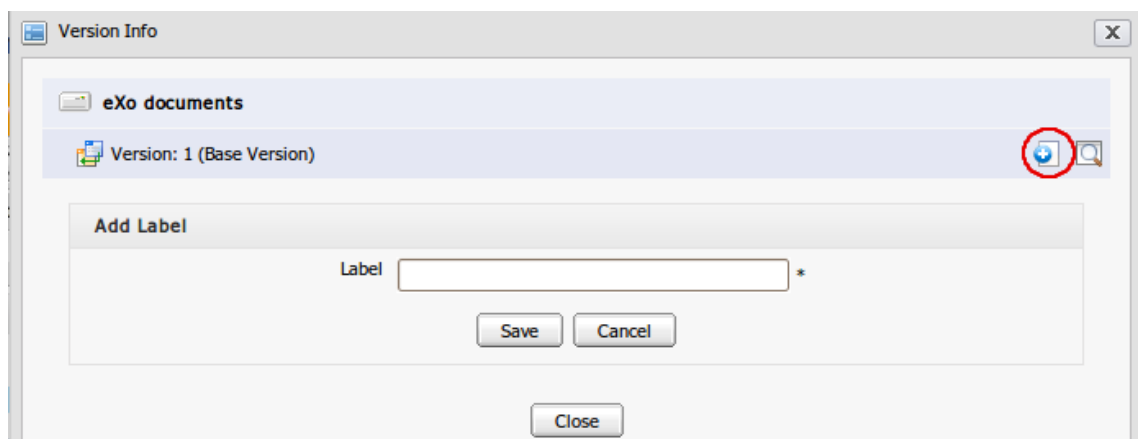 Version Info
X
eXo documents
Version: 1 (Base Version)
Add Label
Label *
Save Cancel
Close